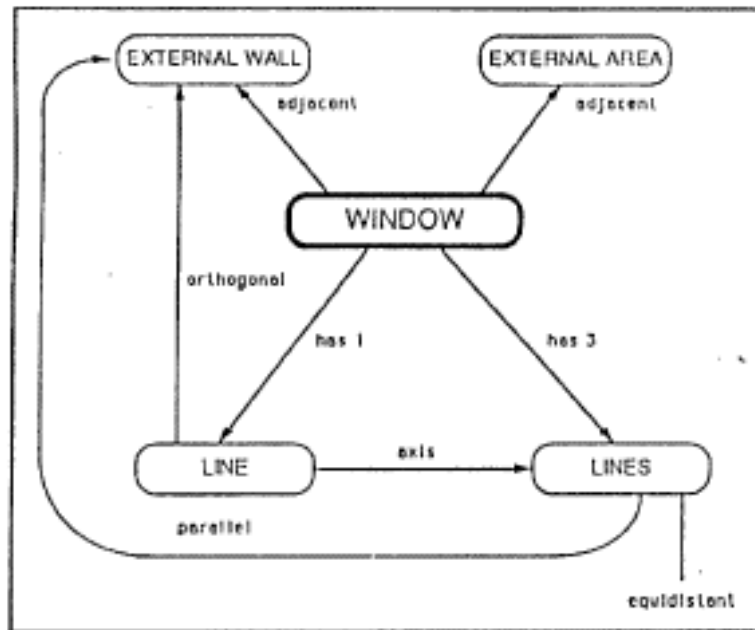 EXTERNAL WALL
EXTERNAL AREA
adjacent
adjacent
WINDOW
orthogonal
has 1
has 3
LINE
axis
LINES
parallel
equidistant